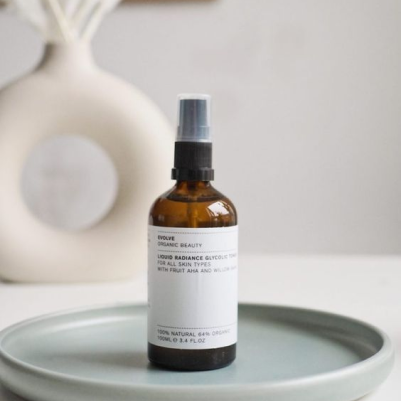 EVOLVE
ORGANIC BEAUTY
LIQUID RADIANCE GLYCOLIC
FOR ALL SKIN TYPES
WITH FRUIT AHA AND
100% NATURAL 84% ORGANIC
100ML ℮ 3.4 FL.OZ